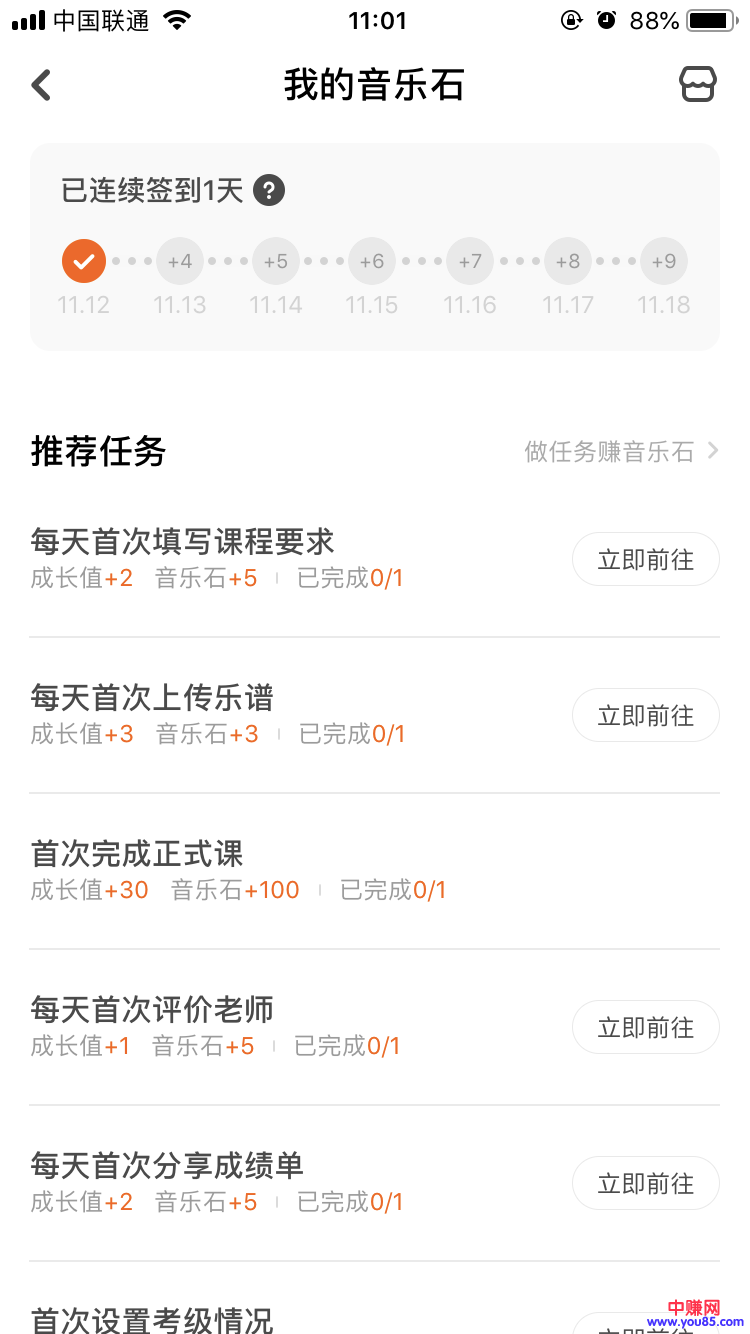 中国联通 11:01 88%
我的音乐石
已连续签到1天 ?
+4 +5 +6 +7 +8 +9
11.12 11.13 11.14 11.15 11.16 11.17 11.18
推荐任务 做任务赚音乐石
每天首次填写课程要求
成长值+2 音乐石+5 已完成0/1
立即前往
每天首次上传乐谱
成长值+3 音乐石+3 已完成0/1
立即前往
首次完成正式课
成长值+30 音乐石+100 已完成0/1
每天首次评价老师
成长值+1 音乐石+5 已完成0/1
立即前往
每天首次分享成绩单
成长值+2 音乐石+5 已完成0/1
立即前往
首次设置考级情况
立即前往
中赚网
www.you85.com